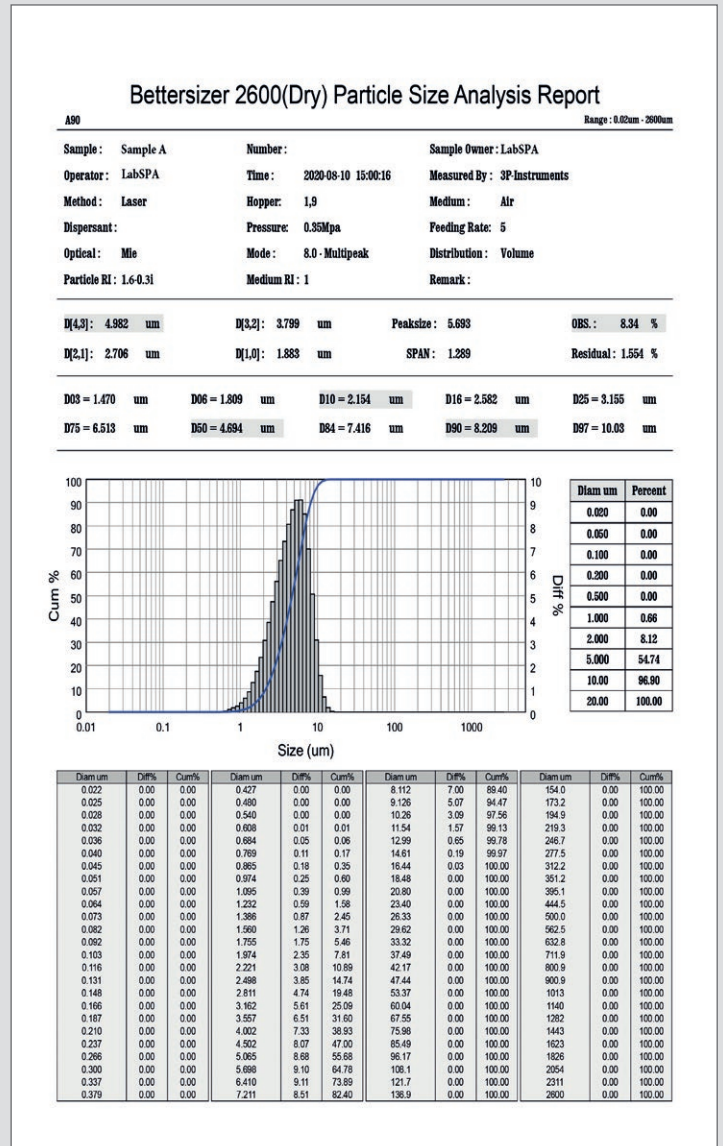 Bettersizer 2600(Dry) Particle Size Analysis Report
A90 Range : 0.02um - 2600um
Sample : Sample A Number : Sample Owner : LabSPA
Operator : LabSPA Time : 2020-08-10 15:00:16 Measured By : 3P-Instruments
Method : Laser Hopper: 1,9 Medium : Air
Dispersant : Pressure: 0.35Mpa Feeding Rate: 5
Optical : Mie Mode : 8.0 - Multipeak Distribution : Volume
Particle RI : 1.6-0.3i Medium RI : 1 Remark :
D[4,3] : 4.982 um D[3,2] : 3.799 um Peaksize : 5.693 OBS. : 8.34 %
D[2,1] : 2.706 um D[1,0] : 1.883 um SPAN : 1.289 Residual : 1.554 %
D03 = 1.470 um D06 = 1.809 um D10 = 2.154 um D16 = 2.582 um D25 = 3.155 um
D75 = 6.513 um D50 = 4.694 um D84 = 7.416 um D90 = 8.209 um D97 = 10.03 um
Cum %
100
90
80
70
60
50
40
30
20
10
0
0.01 0.1 1 10 100 1000
Size (um)
10
9
8
7
6
5
4
3
2
1
0
Diff %
Diam um Percent
0.020 0.00
0.050 0.00
0.100 0.00
0.200 0.00
0.500 0.00
1.000 0.66
2.000 8.12
5.000 54.74
10.00 96.90
20.00 100.00
Diam um Diff% Cum% Diam um Diff% Cum% Diam um Diff% Cum% Diam um Diff% Cum%
0.022 0.00 0.00 0.427 0.00 0.00 8.112 7.00 89.40 154.0 0.00 100.00
0.025 0.00 0.00 0.480 0.00 0.00 9.126 5.07 94.47 173.2 0.00 100.00
0.028 0.00 0.00 0.540 0.00 0.00 10.26 3.09 97.56 194.9 0.00 100.00
0.032 0.00 0.00 0.608 0.01 0.01 11.54 1.57 99.13 219.3 0.00 100.00
0.036 0.00 0.00 0.684 0.05 0.06 12.99 0.65 99.78 246.7 0.00 100.00
0.040 0.00 0.00 0.769 0.11 0.17 14.61 0.19 99.97 277.5 0.00 100.00
0.045 0.00 0.00 0.865 0.18 0.35 16.44 0.03 100.00 312.2 0.00 100.00
0.051 0.00 0.00 0.974 0.25 0.60 18.48 0.00 100.00 351.2 0.00 100.00
0.057 0.00 0.00 1.095 0.39 0.99 20.80 0.00 100.00 395.1 0.00 100.00
0.064 0.00 0.00 1.232 0.59 1.58 23.40 0.00 100.00 444.5 0.00 100.00
0.073 0.00 0.00 1.386 0.87 2.45 26.33 0.00 100.00 500.0 0.00 100.00
0.082 0.00 0.00 1.560 1.26 3.71 29.62 0.00 100.00 562.5 0.00 100.00
0.092 0.00 0.00 1.755 1.75 5.46 33.32 0.00 100.00 632.8 0.00 100.00
0.103 0.00 0.00 1.974 2.35 7.81 37.49 0.00 100.00 711.9 0.00 100.00
0.116 0.00 0.00 2.221 3.08 10.89 42.17 0.00 100.00 800.9 0.00 100.00
0.131 0.00 0.00 2.498 3.85 14.74 47.44 0.00 100.00 900.9 0.00 100.00
0.148 0.00 0.00 2.811 4.74 19.48 53.37 0.00 100.00 1013 0.00 100.00
0.166 0.00 0.00 3.162 5.61 25.09 60.04 0.00 100.00 1140 0.00 100.00
0.187 0.00 0.00 3.557 6.51 31.60 67.55 0.00 100.00 1282 0.00 100.00
0.210 0.00 0.00 4.002 7.33 38.93 75.98 0.00 100.00 1443 0.00 100.00
0.237 0.00 0.00 4.502 8.07 47.00 85.49 0.00 100.00 1623 0.00 100.00
0.266 0.00 0.00 5.065 8.68 55.68 96.17 0.00 100.00 1826 0.00 100.00
0.300 0.00 0.00 5.698 9.10 64.78 108.1 0.00 100.00 2054 0.00 100.00
0.337 0.00 0.00 6.410 9.11 73.89 121.7 0.00 100.00 2311 0.00 100.00
0.379 0.00 0.00 7.211 8.51 82.40 136.9 0.00 100.00 2600 0.00 100.00